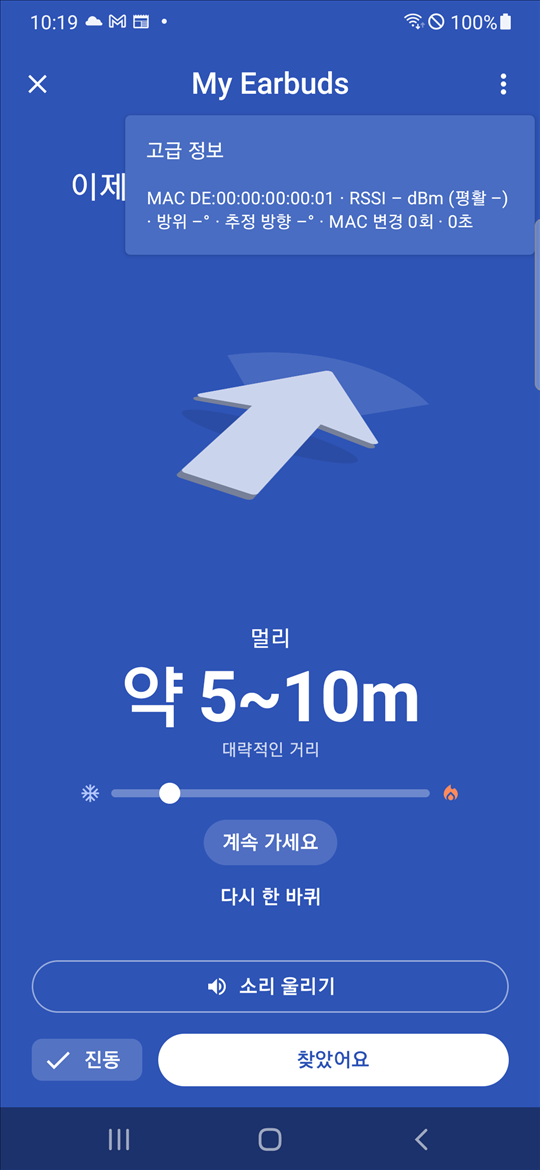 10:19
100%
My Earbuds
고급 정보
이제
MAC DE:00:00:00:00:01 · RSSI – dBm (평활 –)
· 방위 –° · 추정 방향 –° · MAC 변경 0회 · 0초
멀리
약 5~10m
대략적인 거리
계속 가세요
다시 한 바퀴
소리 울리기
진동
찾았어요